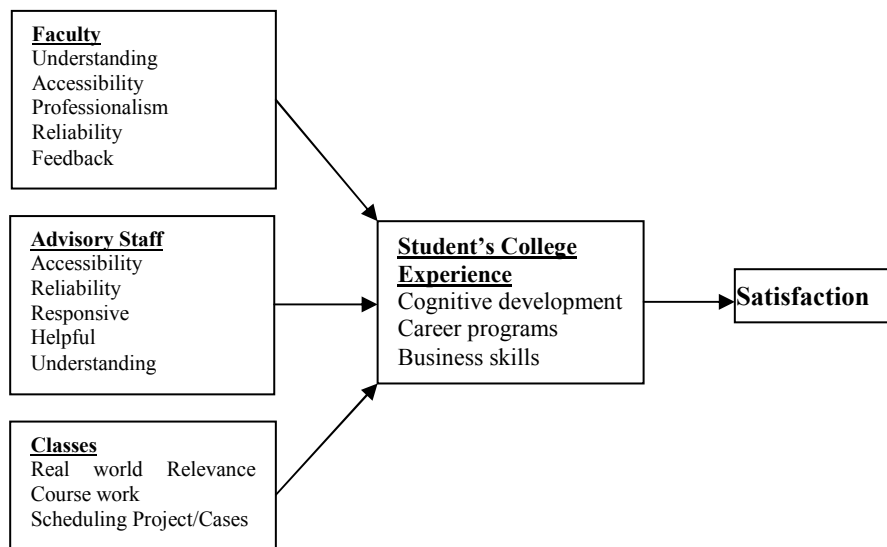 Faculty
Understanding
Accessibility
Professionalism
Reliability
Feedback
Advisory Staff
Accessibility
Reliability
Responsive
Helpful
Understanding
Classes
Real world Relevance
Course work
Scheduling Project/Cases
Student’s College
Experience
Cognitive development
Career programs
Business skills
Satisfaction